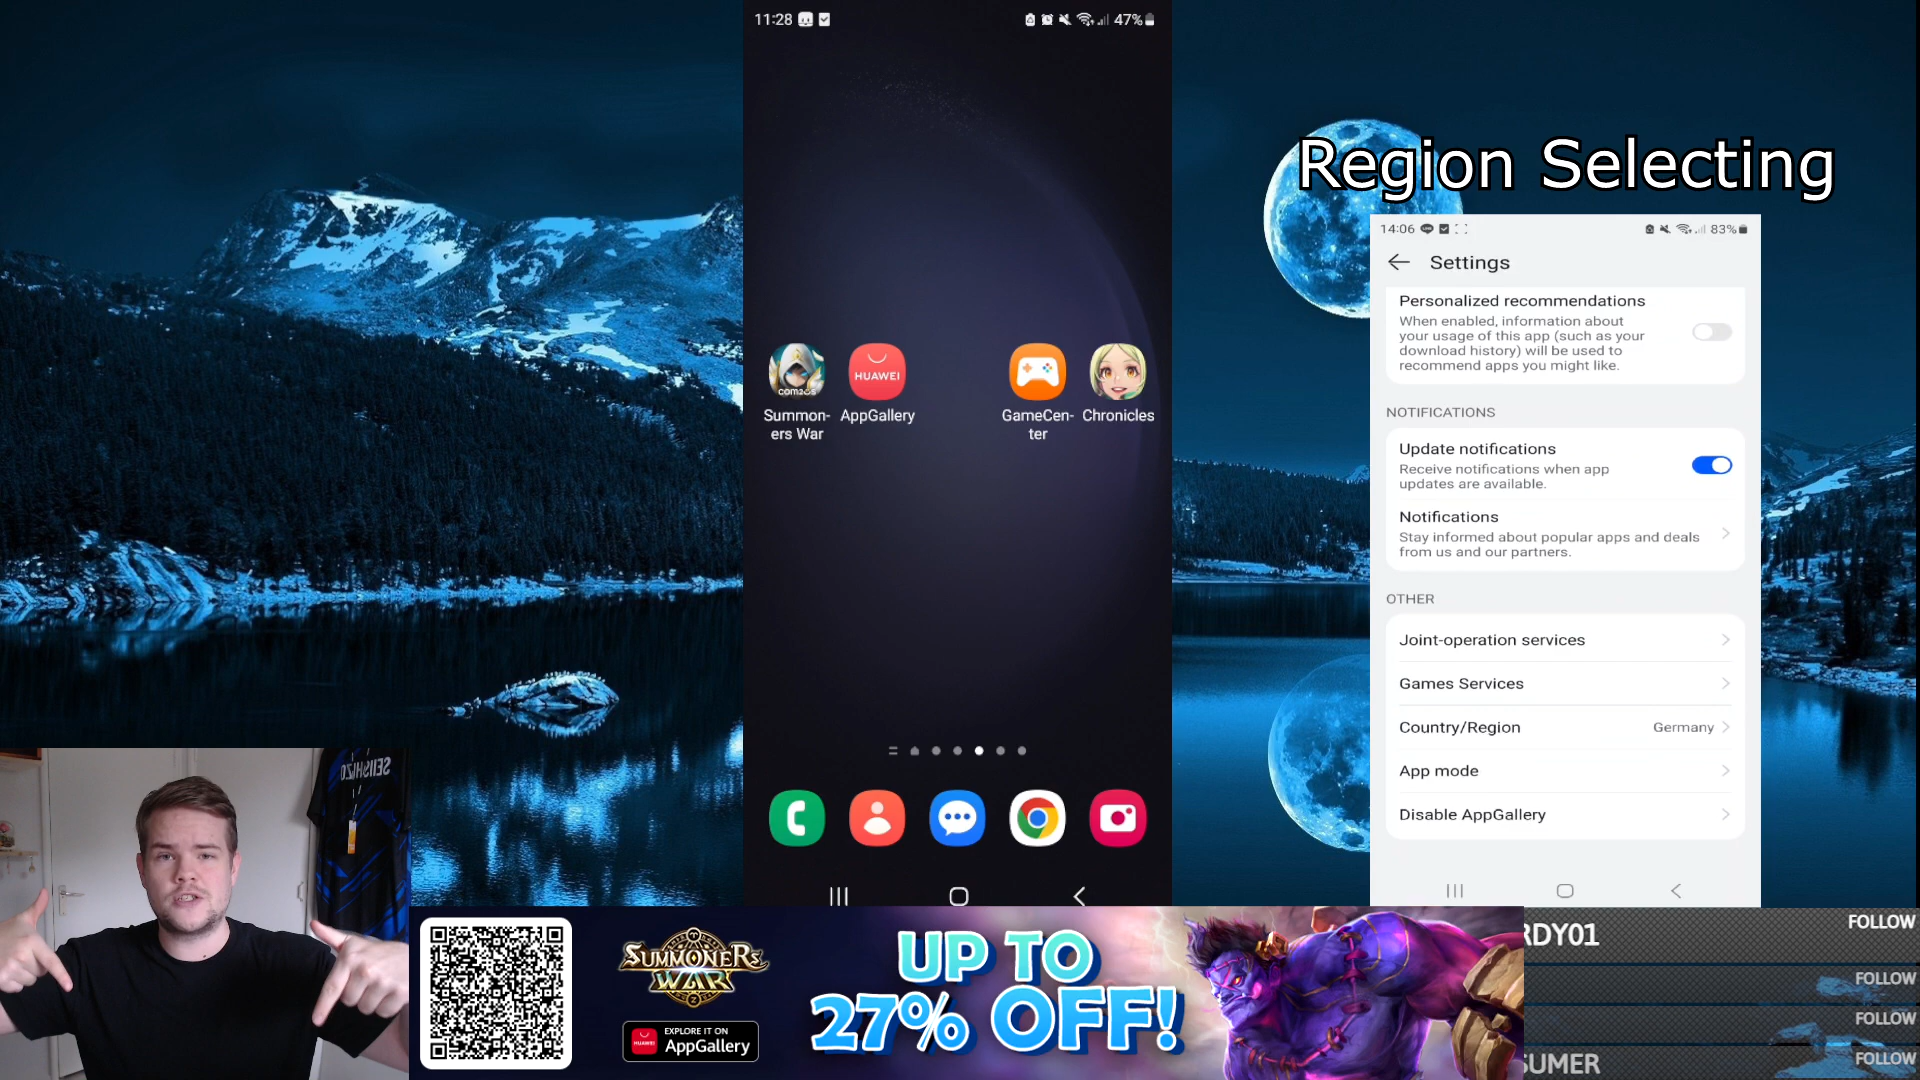 11:28
47%
Region Selecting
14:06
83%
Settings
Personalized recommendations
When enabled, information about
your usage of this app (such as your
download history) will be used to
recommend apps you might like.
NOTIFICATIONS
Update notifications
Receive notifications when app
updates are available.
Notifications
Stay informed about popular apps and deals
from us and our partners.
OTHER
Joint-operation services
Games Services
Country/Region Germany
App mode
Disable AppGallery
com2us
HUAWEI
Summon-
ers War
AppGallery
GameCen-
ter
Chronicles
SEIISHIZO
SUMMONERS
WAR
EXPLORE IT ON
HUAWEI AppGallery
UP TO
27% OFF!
RDY01
FOLLOW
FOLLOW
FOLLOW
SUMER
FOLLOW